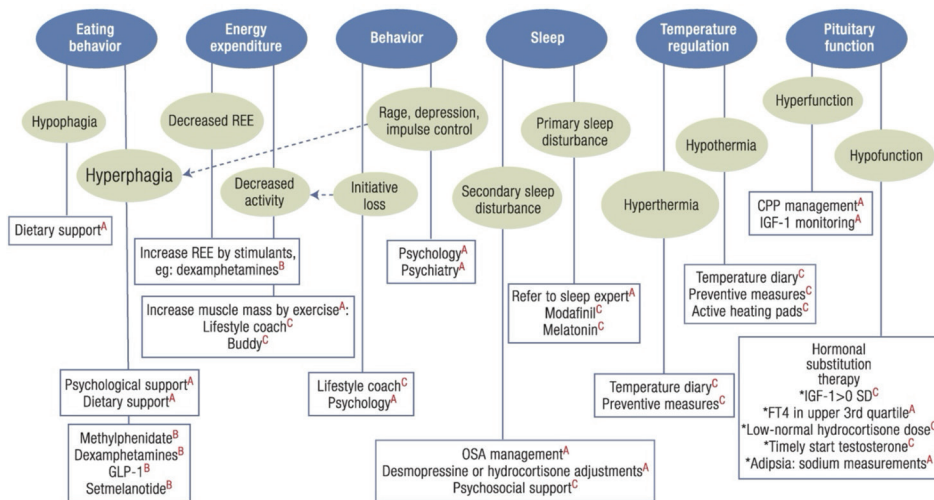 Eating
behavior
Energy
expenditure
Behavior
Sleep
Temperature
regulation
Pituitary
function
Hypophagia
Hyperphagia
Decreased REE
Decreased
activity
Rage, depression,
impulse control
Initiative
loss
Primary sleep
disturbance
Secondary sleep
disturbance
Hypothermia
Hyperthermia
Hyperfunction
Hypofunction
Dietary supportA
Increase REE by stimulants,
eg: dexamphetaminesB
Increase muscle mass by exerciseA:
Lifestyle coachC
BuddyC
PsychologyA
PsychiatryA
Refer to sleep expertA
ModafinilC
MelatoninC
Temperature diaryC
Preventive measuresC
Active heating padsC
CPP managementA
IGF-1 monitoringA
Psychological supportA
Dietary supportA
MethylphenidateB
DexamphetaminesB
GLP-1B
SetmelanotideB
Lifestyle coachC
PsychologyA
OSA managementA
Desmopressine or hydrocortisone adjustmentsA
Psychosocial supportC
Temperature diaryC
Preventive measuresC
Hormonal
substitution
therapy
*IGF-1>0 SDC
*FT4 in upper 3rd quartileA
*Low-normal hydrocortisone doseC
*Timely start testosteroneC
*Adipsia: sodium measurementsA